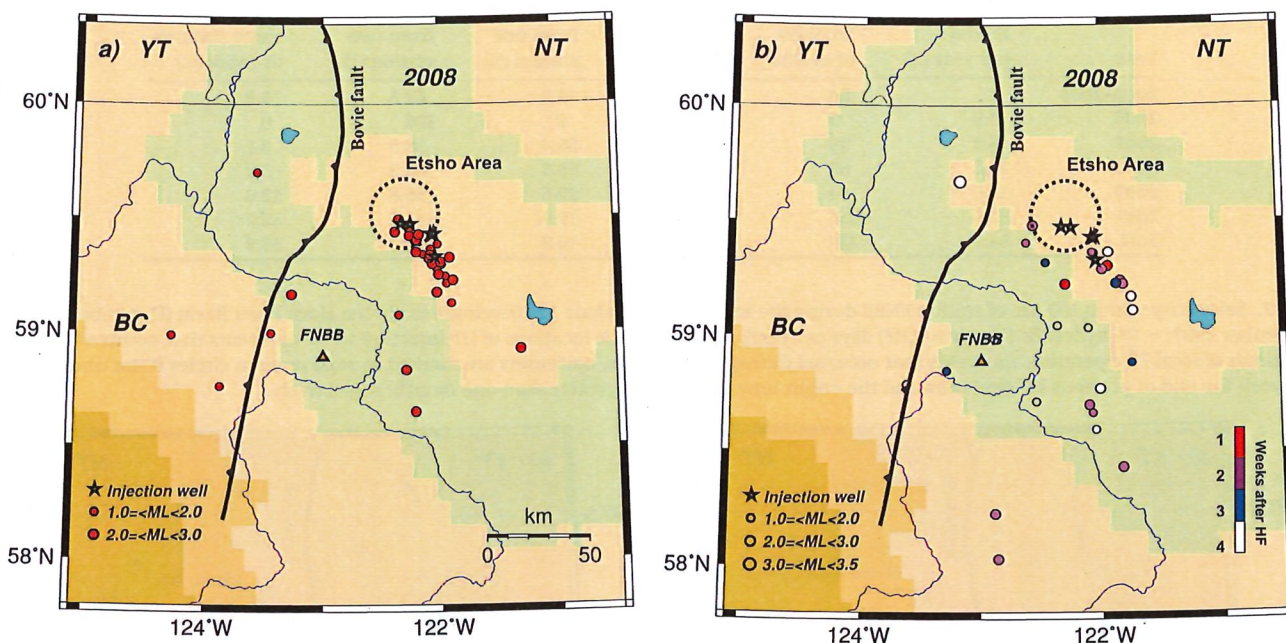 a) YT
NT
2008
60°N
Bovie fault
Etsho Area
59°N
BC
FNBB
Injection well
1.0=<ML<2.0
2.0=<ML<3.0
km
0 50
58°N
124°W 122°W
b) YT
NT
2008
60°N
Bovie fault
Etsho Area
59°N
BC
FNBB
Injection well
1.0=<ML<2.0
2.0=<ML<3.0
3.0=<ML<3.5
1
2
3
4
Weeks after HF
58°N
124°W 122°W